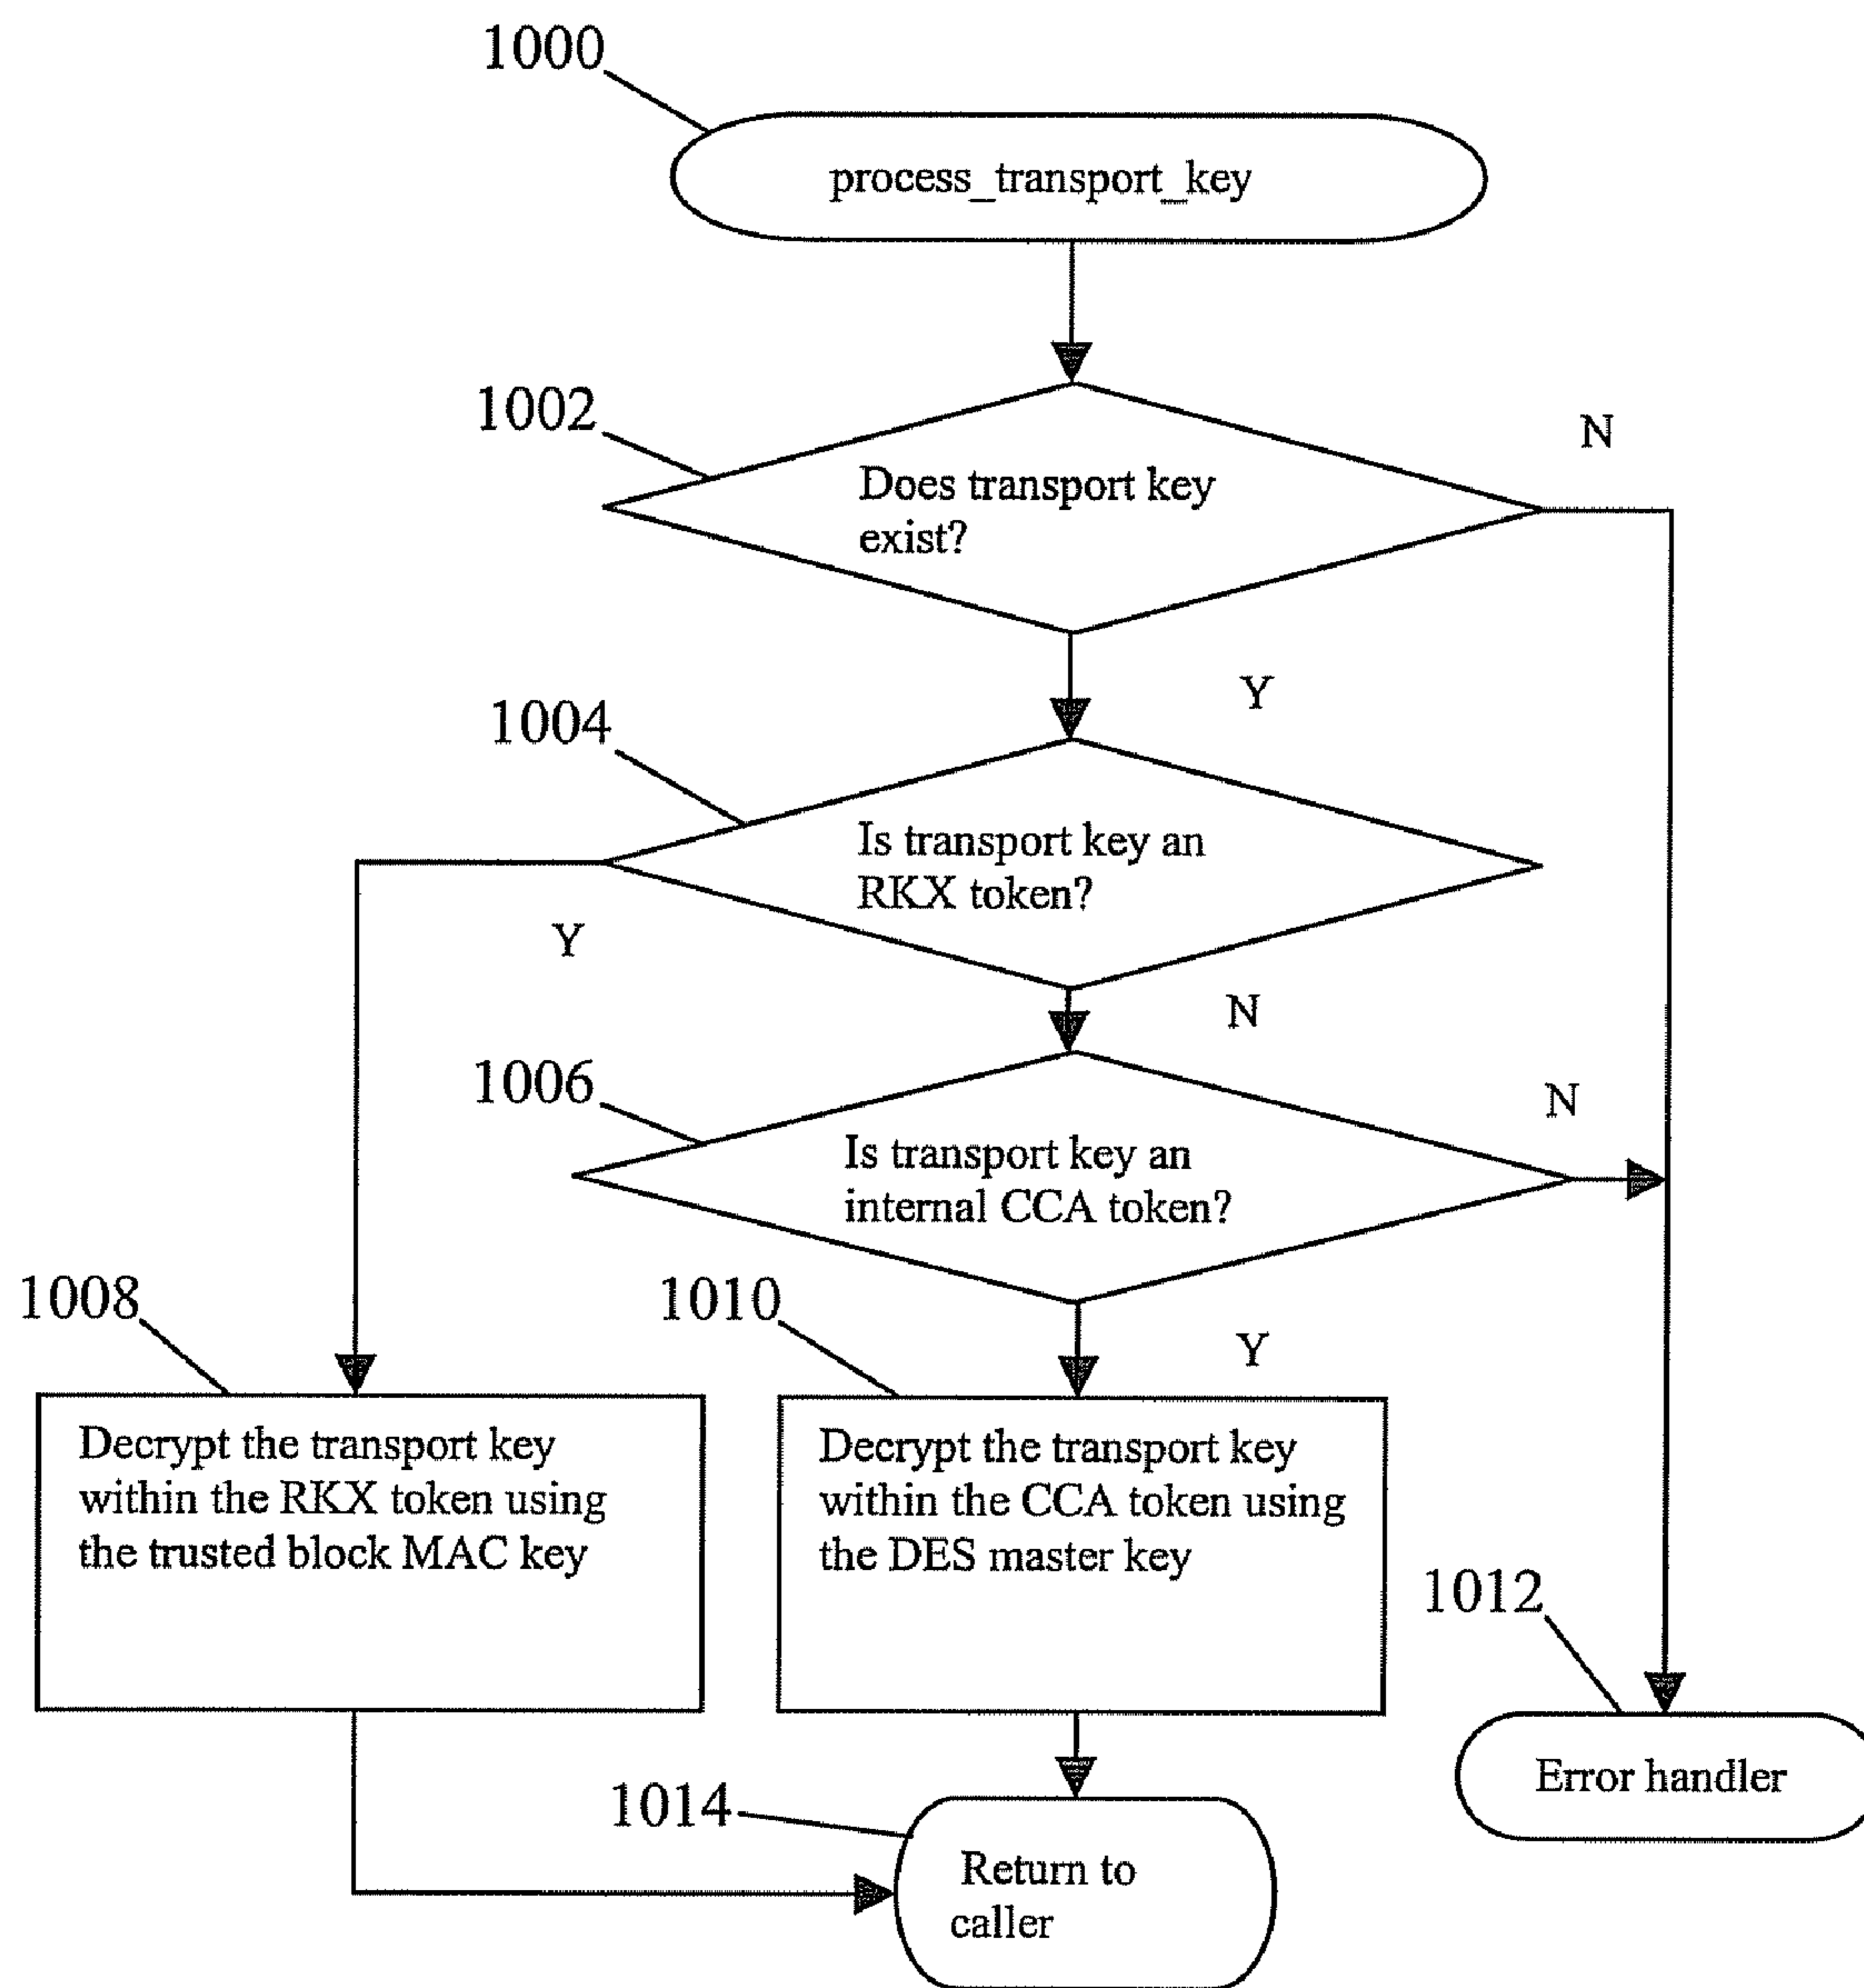 1000
process_transport_key
1002
N
Does transport key
exist?
Y
1004
Is transport key an
RKX token?
Y
N
1006
N
Is transport key an
internal CCA token?
1008
1010
Y
Decrypt the transport key
within the RKX token using
the trusted block MAC key
Decrypt the transport key
within the CCA token using
the DES master key
1012
Error handler
1014
Return to
caller